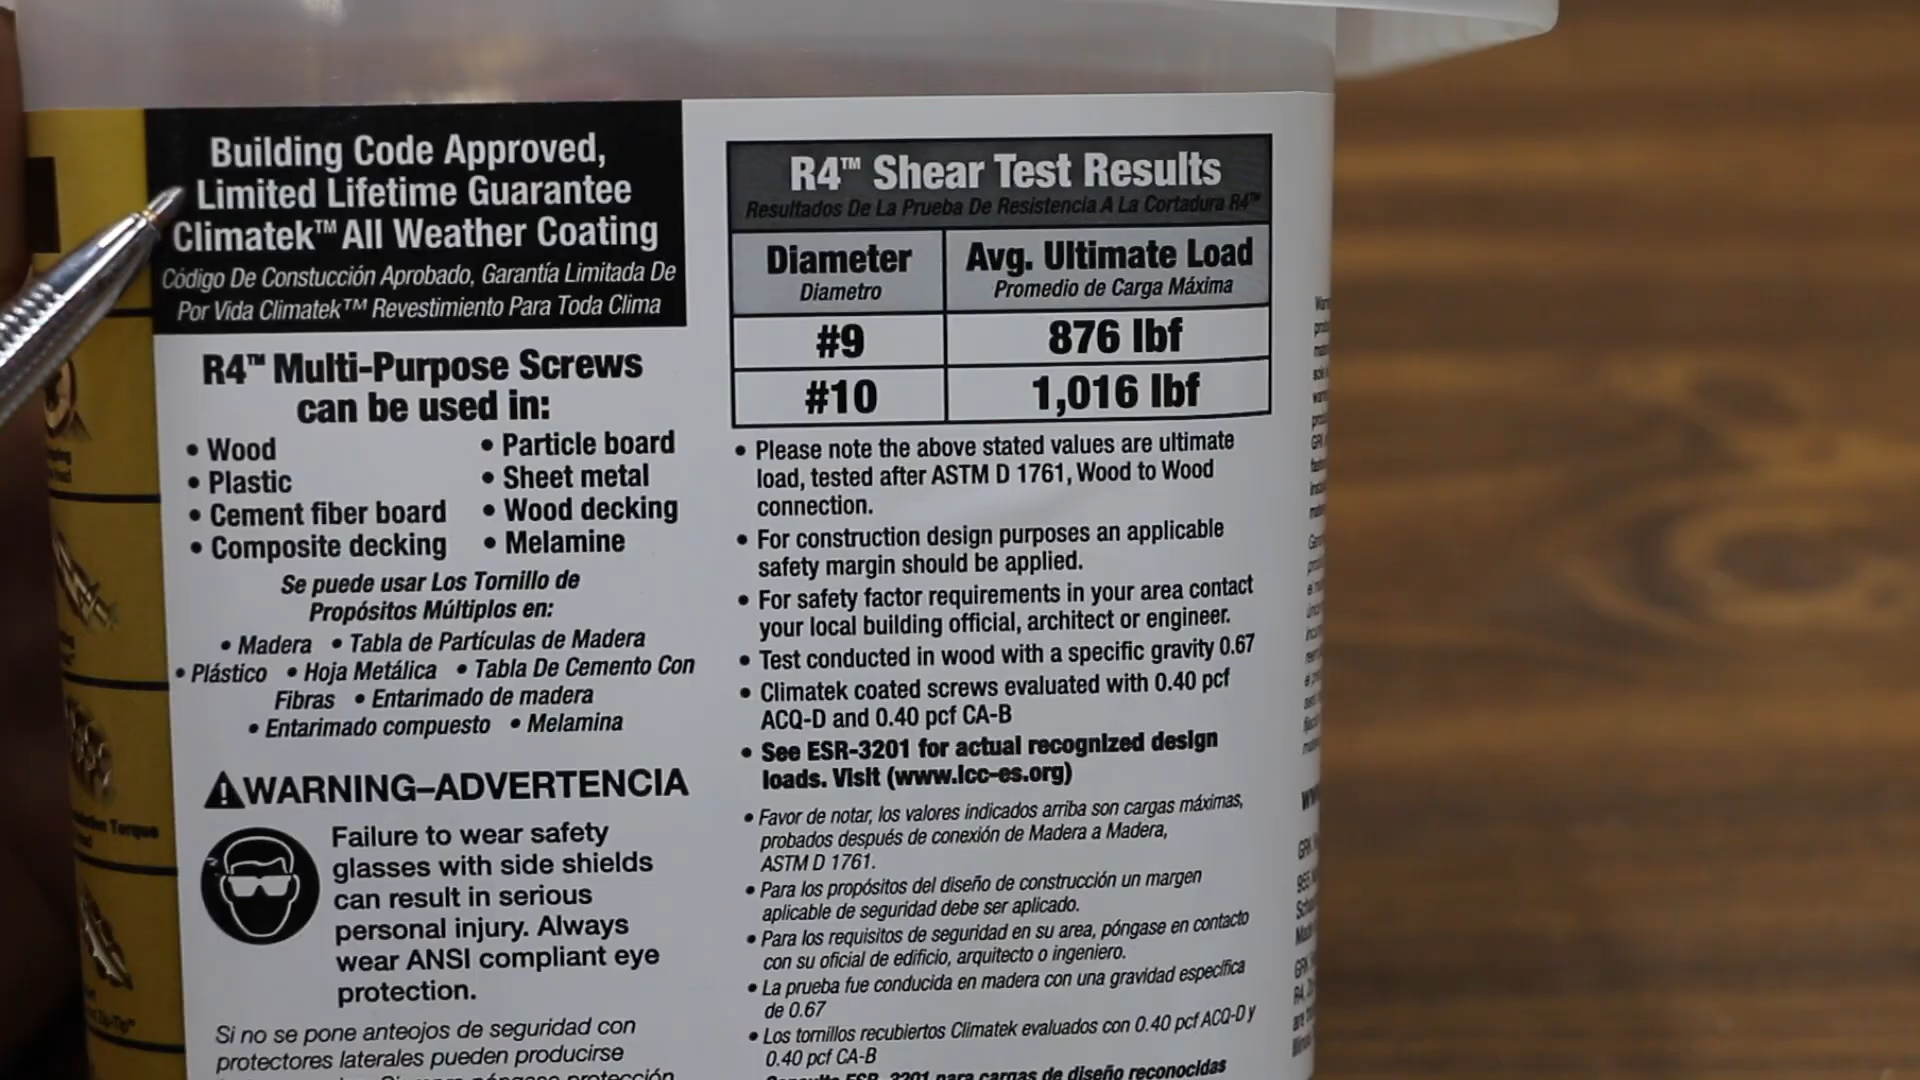 Building Code Approved,
Limited Lifetime Guarantee
Climatek™ All Weather Coating
Código De Constucción Aprobado, Garantía Limitada De
Por Vida Climatek™ Revestimiento Para Toda Clima
R4™ Multi-Purpose Screws
can be used in:
• Wood
• Plastic
• Cement fiber board
• Composite decking
• Particle board
• Sheet metal
• Wood decking
• Melamine
Se puede usar Los Tornillo de
Propósitos Múltiplos en:
• Madera • Tabla de Partículas de Madera
• Plástico • Hoja Metálica • Tabla De Cemento Con
Fibras • Entarimado de madera
• Entarimado compuesto • Melamina
WARNING–ADVERTENCIA
Failure to wear safety
glasses with side shields
can result in serious
personal injury. Always
wear ANSI compliant eye
protection.
Si no se pone anteojos de seguridad con
protectores laterales pueden producirse
R4™ Shear Test Results
Resultados De La Prueba De Resistencia A La Cortadura R4™
Diameter Avg. Ultimate Load
Diametro Promedio de Carga Máxima
#9 876 lbf
#10 1,016 lbf
• Please note the above stated values are ultimate
load, tested after ASTM D 1761, Wood to Wood
connection.
• For construction design purposes an applicable
safety margin should be applied.
• For safety factor requirements in your area contact
your local building official, architect or engineer.
• Test conducted in wood with a specific gravity 0.67
• Climatek coated screws evaluated with 0.40 pcf
ACQ-D and 0.40 pcf CA-B
• See ESR-3201 for actual recognized design
loads. Visit (www.icc-es.org)
• Favor de notar, los valores indicados arriba son cargas máximas,
probados después de conexión de Madera a Madera,
ASTM D 1761.
• Para los propósitos del diseño de construcción un margen
aplicable de seguridad debe ser aplicado.
• Para los requisitos de seguridad en su area, póngase en contacto
con su oficial de edificio, arquitecto o ingeniero.
• La prueba fue conducida en madera con una gravidad específica
de 0.67
• Los tornillos recubiertos Climatek evaluados con 0.40 pcf ACQ-D y
0.40 pcf CA-B
ESR-3201 para cargas de diseño reconocidas